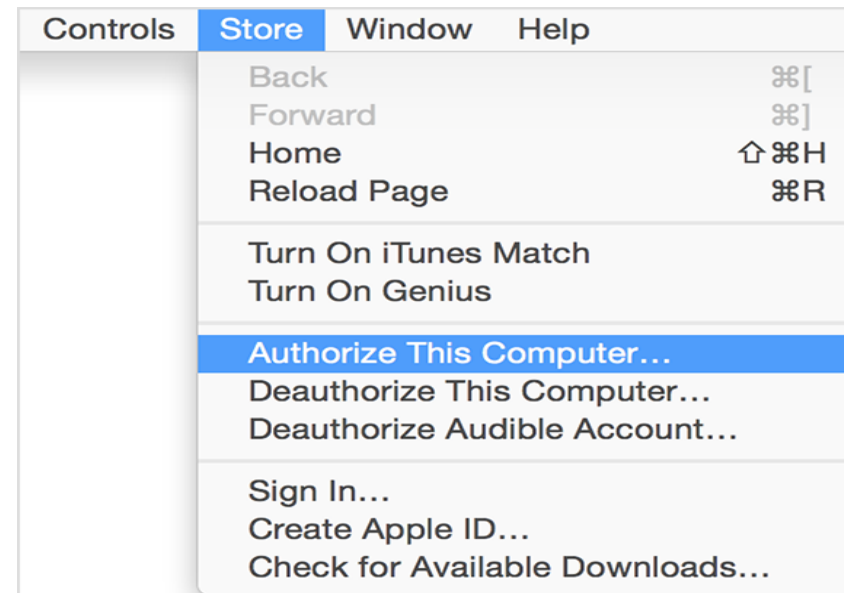 Controls Store Window Help
Back ⌘[
Forward ⌘]
Home ⇧⌘H
Reload Page ⌘R
Turn On iTunes Match
Turn On Genius
Authorize This Computer...
Deauthorize This Computer...
Deauthorize Audible Account...
Sign In...
Create Apple ID...
Check for Available Downloads...